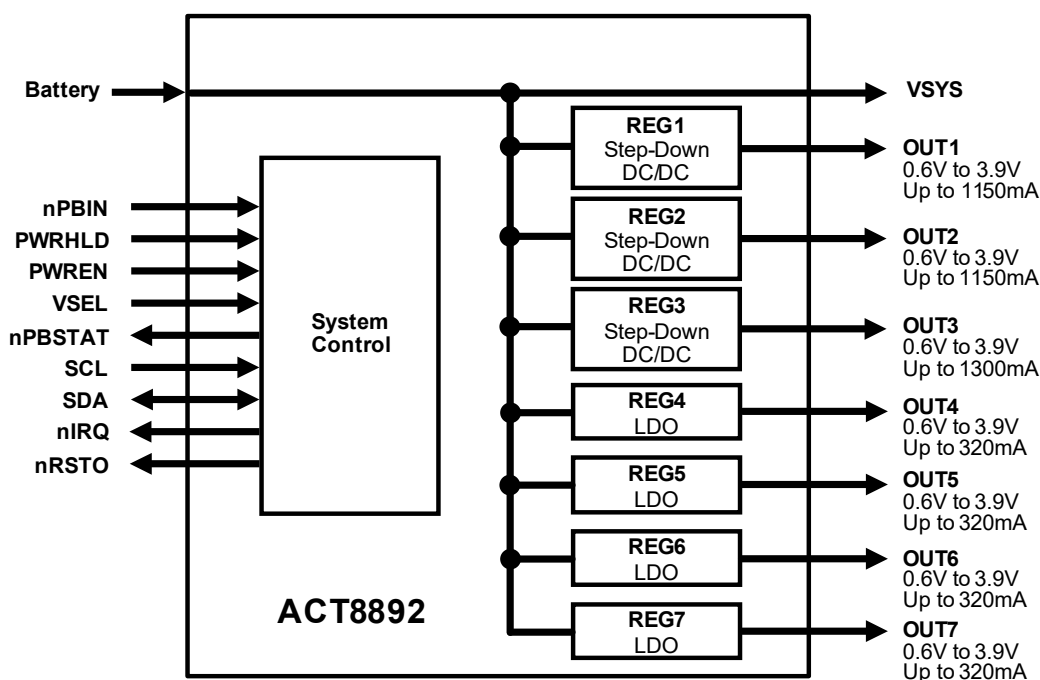 Battery
VSYS
nPBIN
PWRHLD
PWREN
VSEL
nPBSTAT
SCL
SDA
nIRQ
nRSTO
System
Control
ACT8892
REG1
Step-Down
DC/DC
OUT1
0.6V to 3.9V
Up to 1150mA
REG2
Step-Down
DC/DC
OUT2
0.6V to 3.9V
Up to 1150mA
REG3
Step-Down
DC/DC
OUT3
0.6V to 3.9V
Up to 1300mA
REG4
LDO
OUT4
0.6V to 3.9V
Up to 320mA
REG5
LDO
OUT5
0.6V to 3.9V
Up to 320mA
REG6
LDO
OUT6
0.6V to 3.9V
Up to 320mA
REG7
LDO
OUT7
0.6V to 3.9V
Up to 320mA